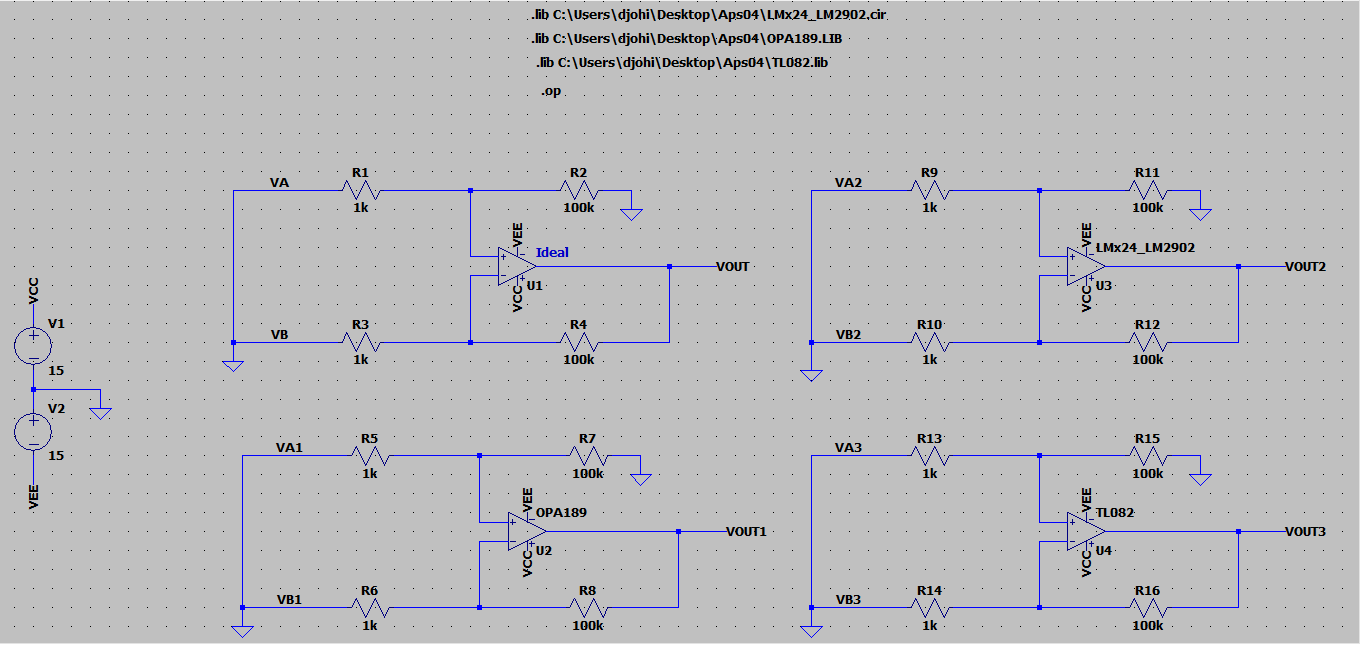 .lib C:\Users\djohi\Desktop\Aps04\LMx24_LM2902.cir
.lib C:\Users\djohi\Desktop\Aps04\OPA189.LIB
.lib C:\Users\djohi\Desktop\Aps04\TL082.lib
.op
VA
R1
1k
R2
100k
VEE
Ideal
VCC
U1
VOUT
VB
R3
1k
R4
100k
VA2
R9
1k
R11
100k
VEE
LMx24_LM2902
VCC
U3
VOUT2
VB2
R10
1k
R12
100k
VCC
V1
15
V2
15
VEE
VA1
R5
1k
R7
100k
VEE
OPA189
VCC
U2
VOUT1
VB1
R6
1k
R8
100k
VA3
R13
1k
R15
100k
VEE
TL082
VCC
U4
VOUT3
VB3
R14
1k
R16
100k